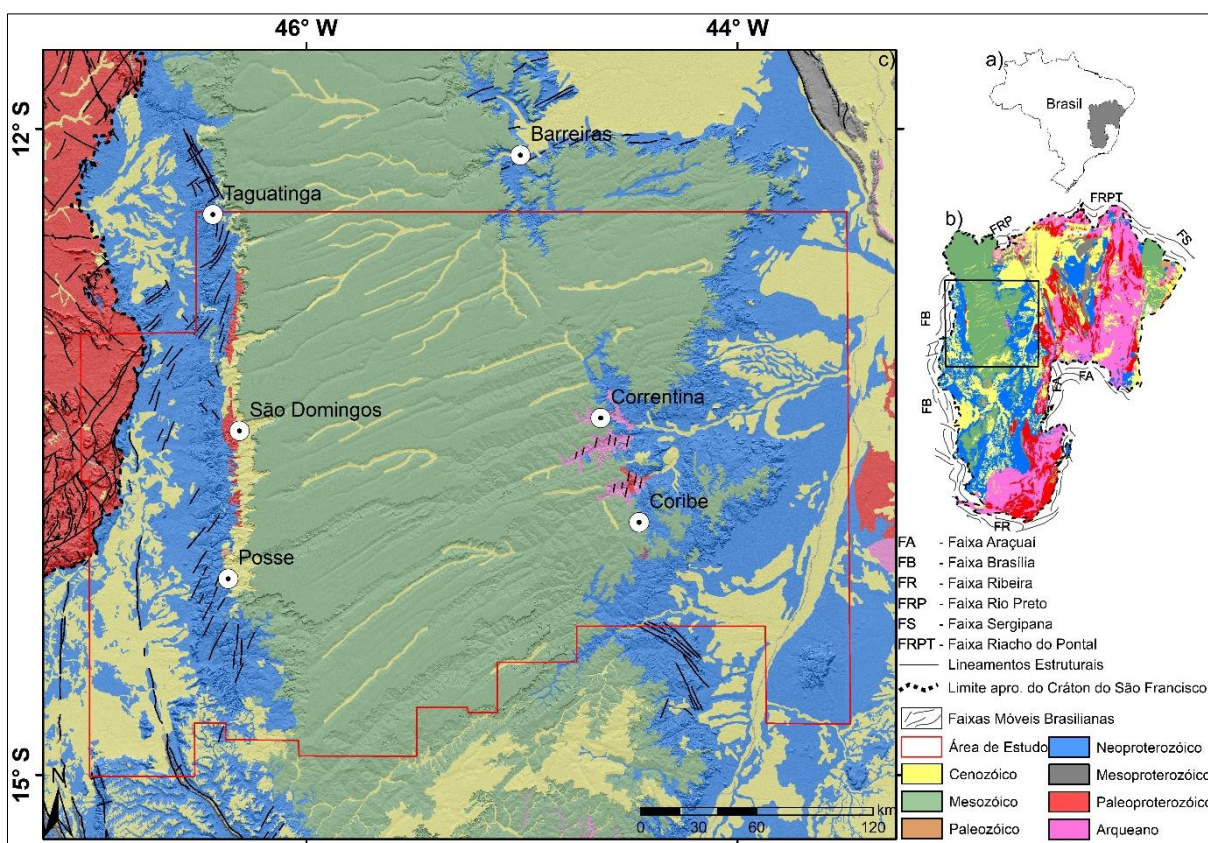 46° W
44° W
12° S
15° S
c)
Barreiras
Taguatinga
São Domingos
Correntina
Coribe
Posse
N
0
30
60
120
km
a)
Brasil
b)
FRPT
FRP
FS
FB
FB
FA
FA
FR
FA - Faixa Araçuaí
FB - Faixa Brasília
FR - Faixa Ribeira
FRP - Faixa Rio Preto
FS - Faixa Sergipana
FRPT - Faixa Riacho do Pontal
Lineamentos Estruturais
Limite apro. do Cráton do São Francisco
Faixas Móveis Brasilianas
Área de Estudo
Neoproterozóico
Cenozóico
Mesoproterozóico
Mesozóico
Paleoproterozóico
Paleozóico
Arqueano